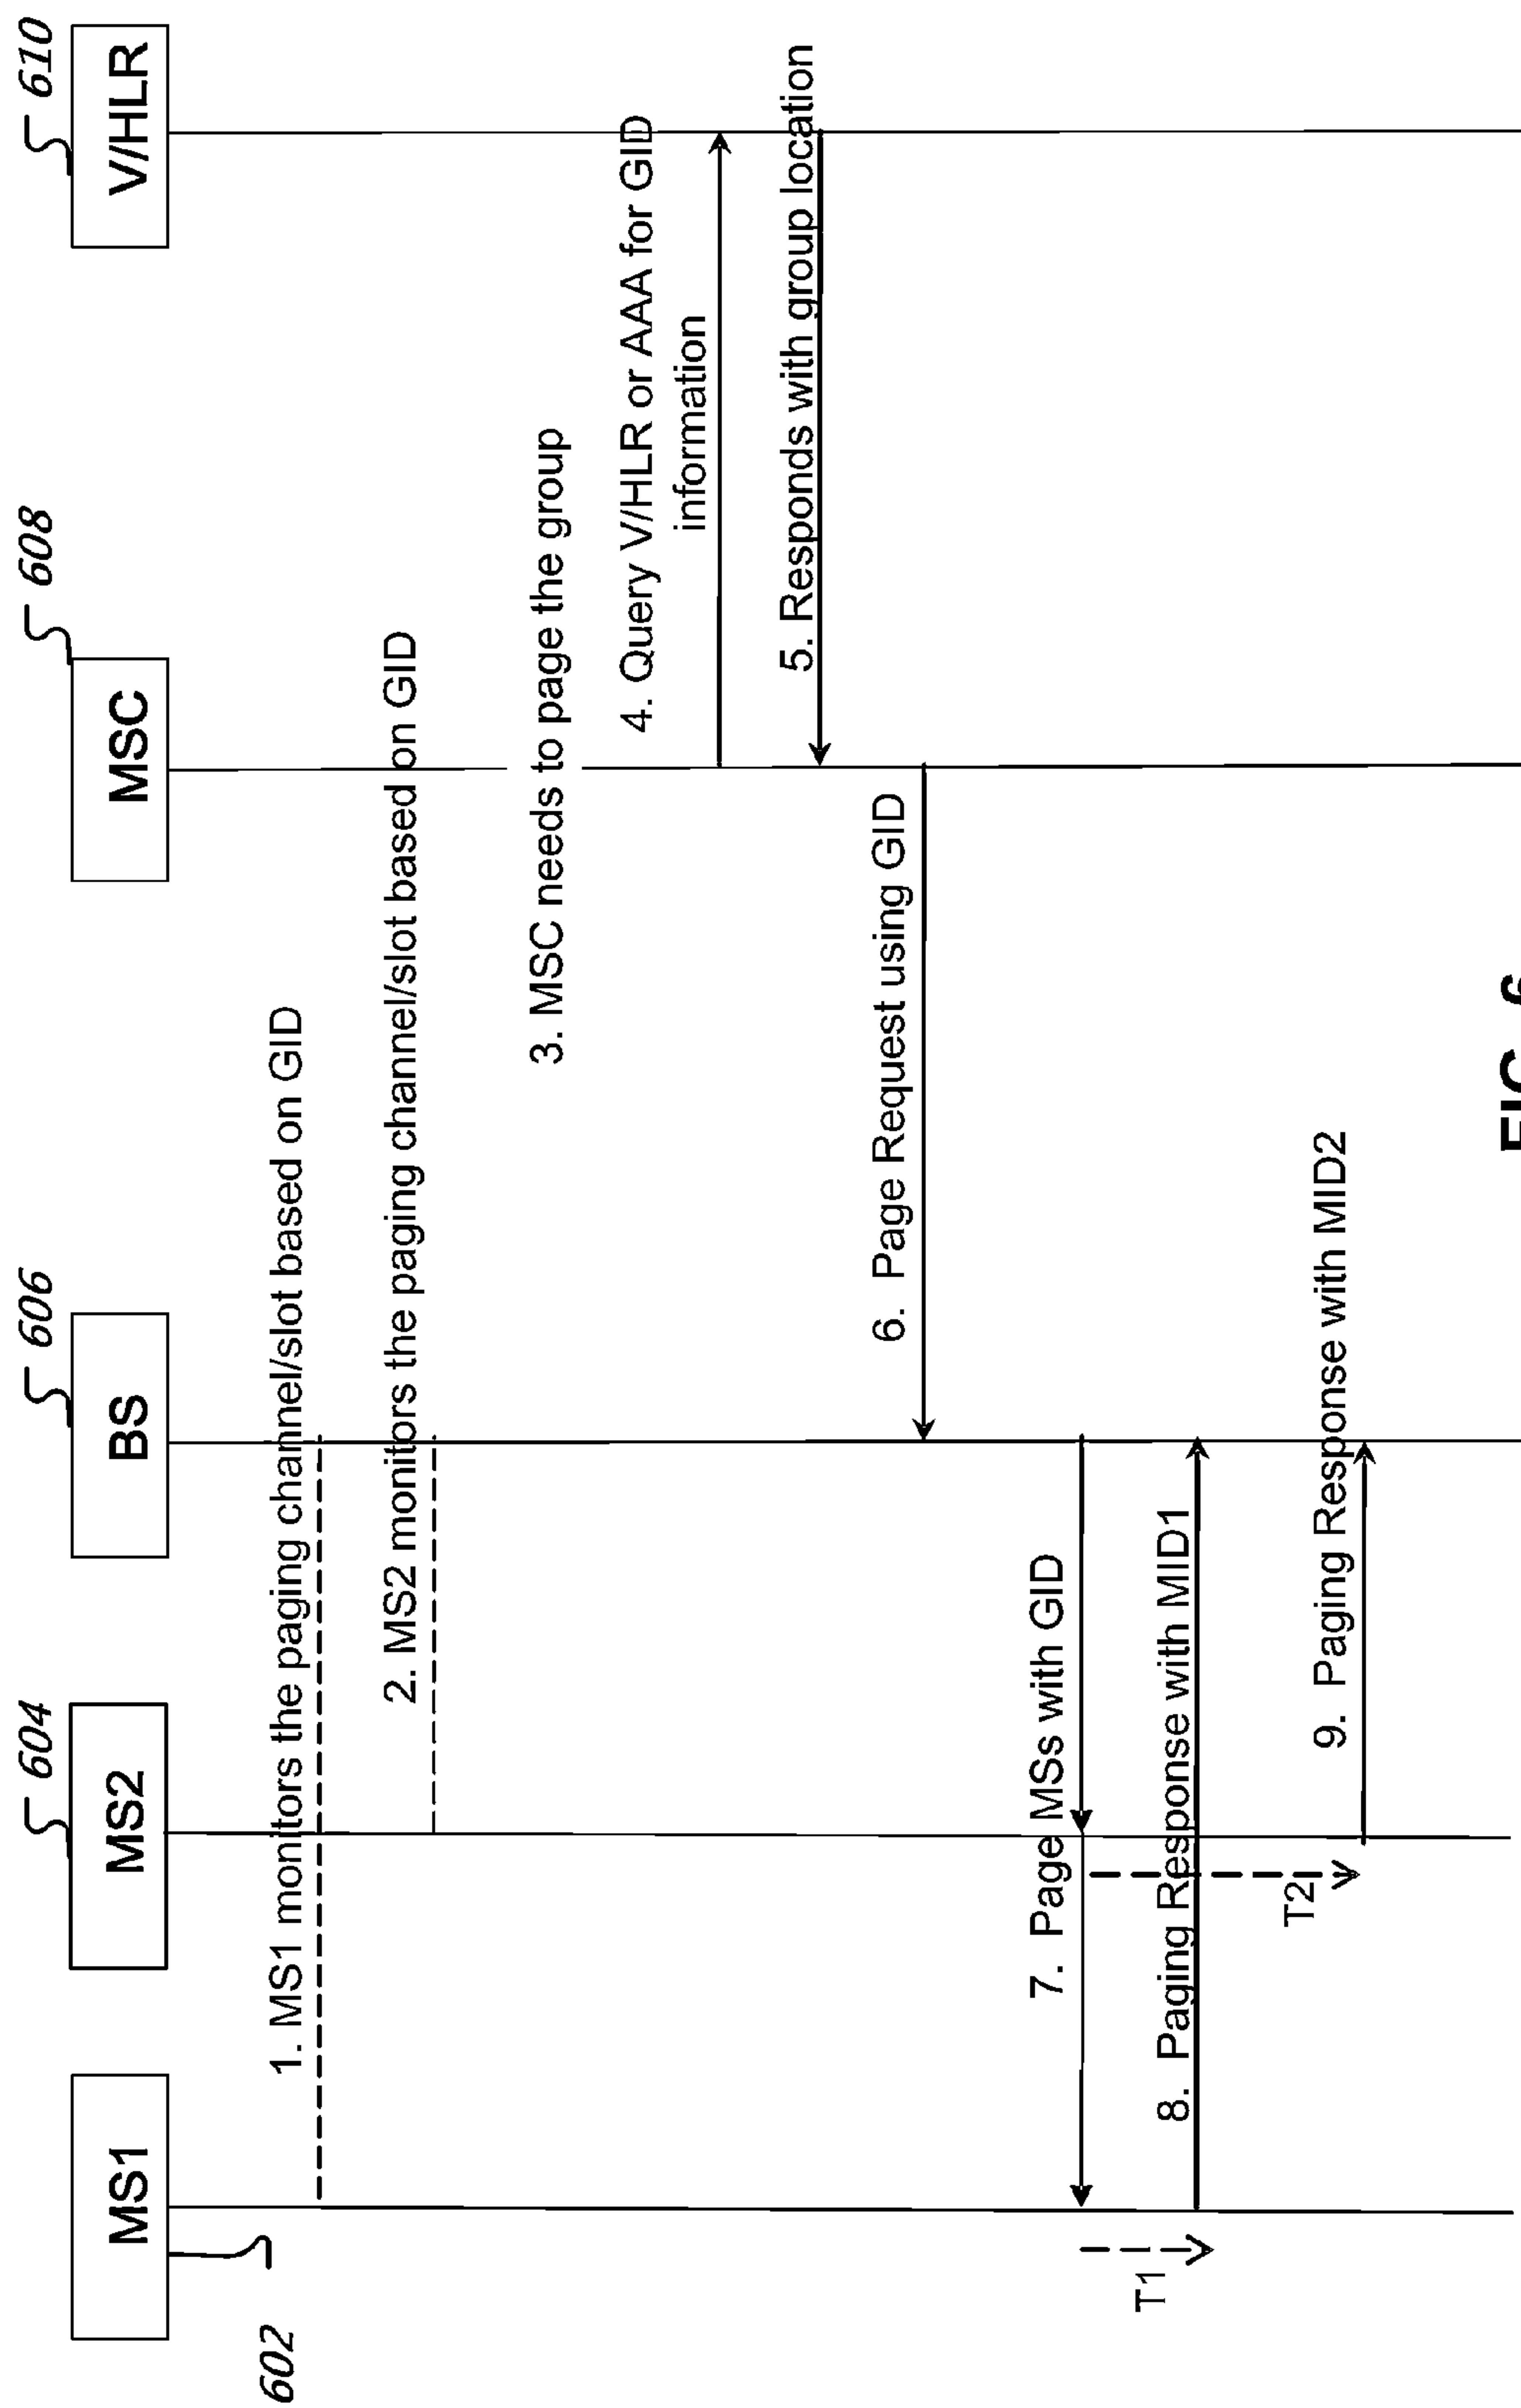 602
604
606
608
610
MS1
MS2
BS
MSC
V/HLR
1. MS1 monitors the paging channel/slot based on GID
2. MS2 monitors the paging channel/slot based on GID
3. MSC needs to page the group
4. Query V/HLR or AAA for GID
information
5. Responds with group location
6. Page Request using GID
7. Page MSs with GID
T1
8. Paging Response with MID1
T2
9. Paging Response with MID2
FIG. 6